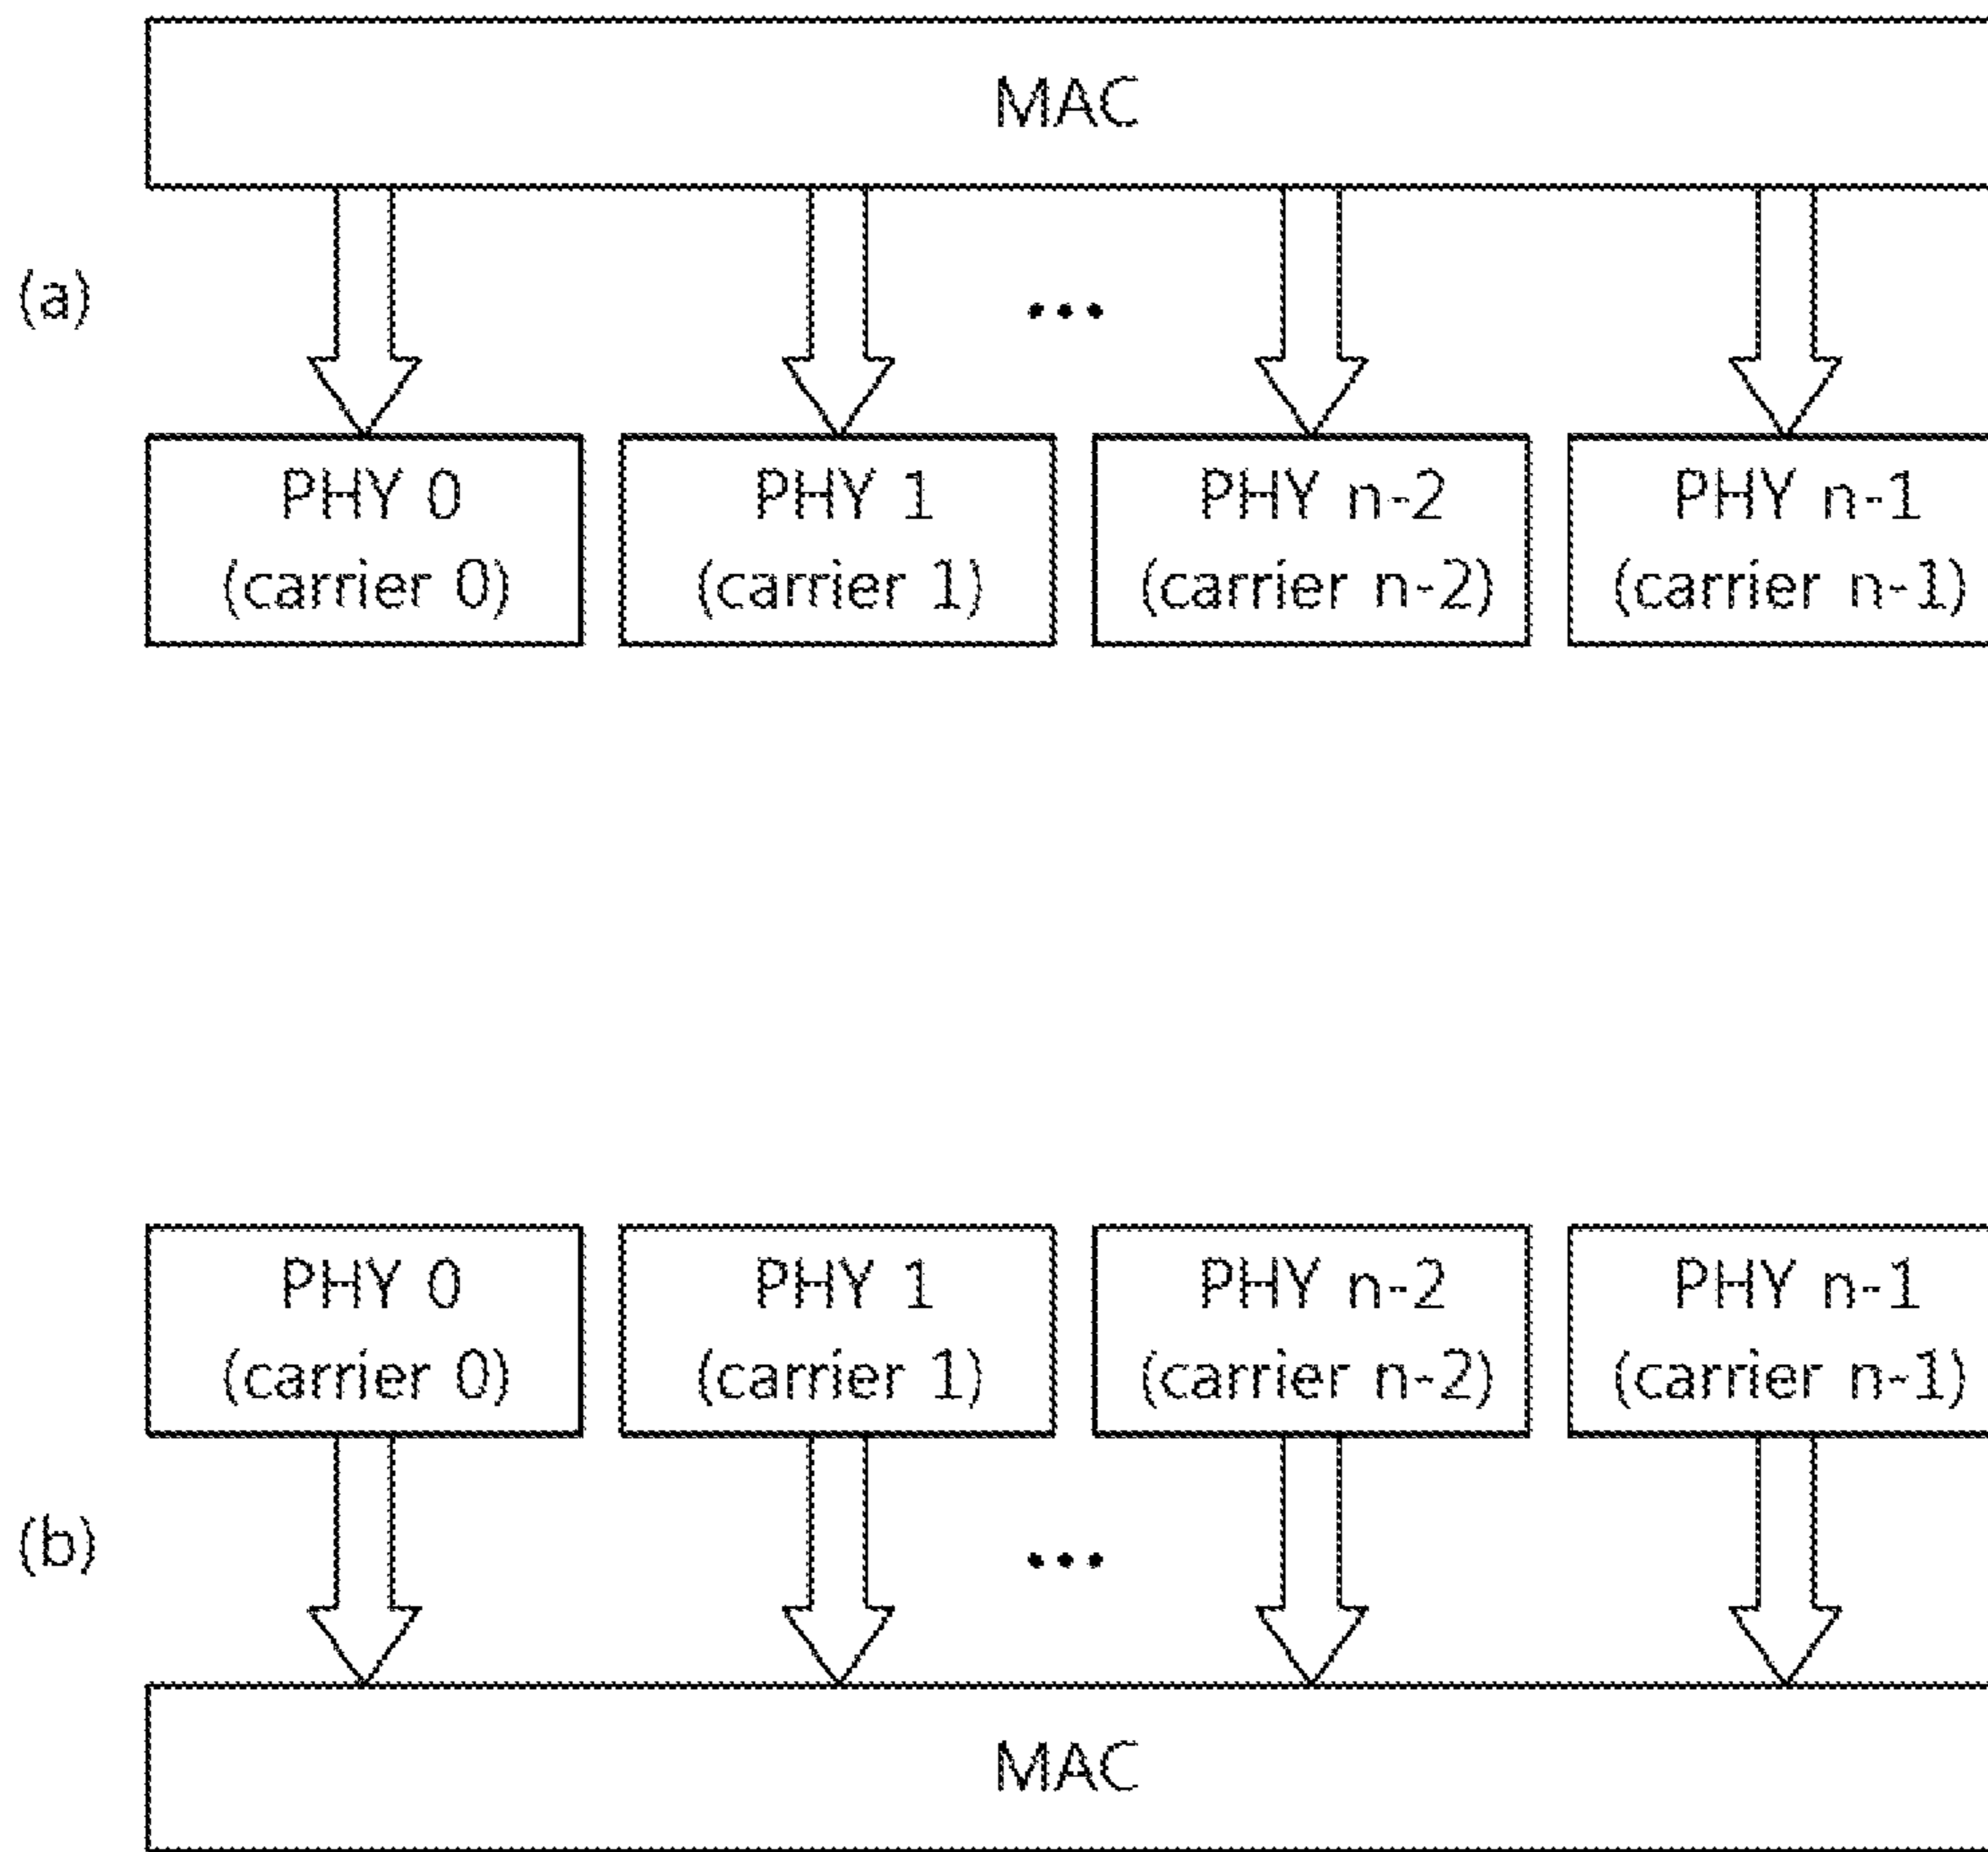 MAC
(a)
...
PHY 0
(carrier 0)
PHY 1
(carrier 1)
PHY n-2
(carrier n-2)
PHY n-1
(carrier n-1)
PHY 0
(carrier 0)
PHY 1
(carrier 1)
PHY n-2
(carrier n-2)
PHY n-1
(carrier n-1)
(b)
...
MAC